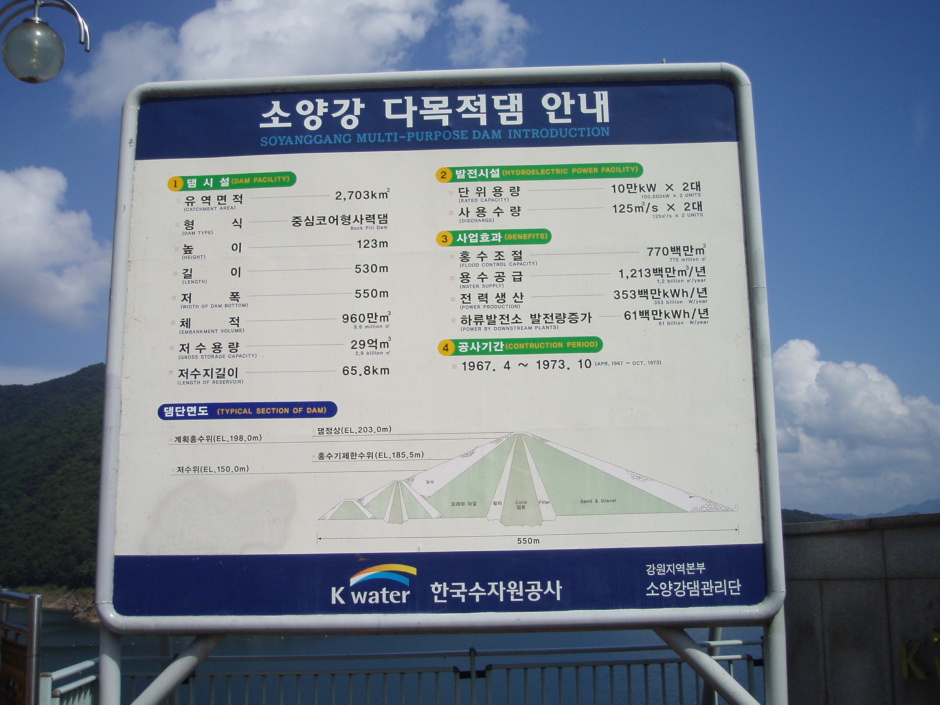 소양강 다목적댐 안내
SOYANGGANG MULTI-PURPOSE DAM INTRODUCTION
1 댐 시 설 (DAM FACILITY)
유 역 면 적 2,703km²
(CATCHMENT AREA)
형 식 중심코어형사력댐
(DAM TYPE) Rock Fill Dam
높 이 123m
(HEIGHT)
길 이 530m
(LENGTH)
저 폭 550m
(WIDTH OF DAM BOTTOM)
체 적 960만m³
(EMBANKMENT VOLUME) 9.6 million ㎥
저 수 용 량 29억m³
(GROSS STORAGE CAPACITY) 2.9 billion ㎥
저수지길이 65.8km
(LENGTH OF RESERVOIR)
2 발전시설 (HYDROELECTRIC POWER FACILITY)
단 위 용 량 10만kW × 2대
(RATED CAPACITY) 100,000kW × 2 UNITS
사 용 수 량 125㎥/s × 2대
(DISCHARGE) 125㎥/s × 2 UNITS
3 사업효과 (BENEFITS)
홍 수 조 절 770백만m³
(FLOOD CONTROL CAPACITY) 770 million ㎥
용 수 공 급 1,213백만m³/년
(WATER SUPPLY) 1.2 billion ㎥/year
전 력 생 산 353백만kWh/년
(POWER PRODUCTION) 353 billion W/year
하류발전소 발전량증가 61백만kWh/년
(POWER BY DOWNSTREAM PLANTS) 61 billion W/year
4 공사기간 (CONTRUCTION PERIOD)
1967. 4 ~ 1973. 10 (APR, 1967 ~ OCT, 1973)
댐단면도 (TYPICAL SECTION OF DAM)
계획홍수위(EL.198.0m)
댐정상(EL.203.0m)
홍수기제한수위(EL.185.5m)
저수위(EL.150.0m)
필터
Core
Filter
Sand & Gravel
550m
K water 한국수자원공사
강원지역본부
소양강댐관리단